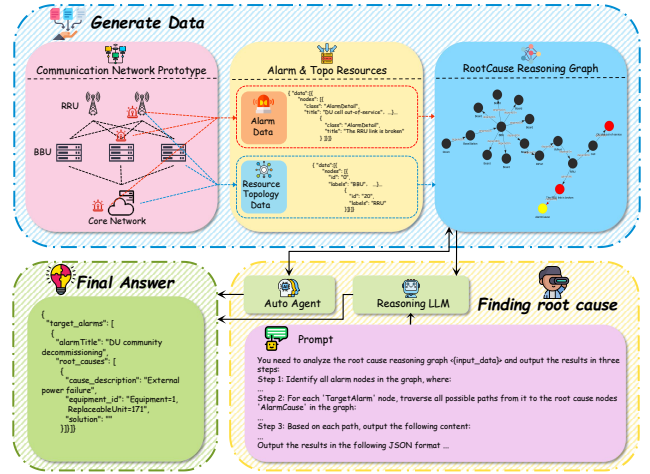 Generate Data
Communication Network Prototype
RRU
BBU
Core Network
Alarm & Topo Resources
Alarm
Data
{ "data":[{
"nodes": [{
"class": "AlarmDetail",
"title": "DU cell out-of-service", ...}...
"class": "AlarmDetail",
"title": "The RRU link is broken"
} ]}]}
Resource
Topology
Data
{ "data":[{
"nodes": [{
"id": "0",
"labels": "BBU", ...}...
{
"id": "20",
"labels": "RRU"
}]}]}
RootCause Reasoning Graph
Final Answer
{
"target_alarms": [
{
"alarmTitle": "DU community
decommissioning",
"root_causes": [
{
"cause_description": "External
power failure",
"equipment_id": "Equipment=1,
ReplaceableUnit=171",
"solution": ""
}]}]}
Auto Agent
Reasoning LLM
Finding root cause
Prompt
You need to analyze the root cause reasoning graph <{input_data}> and output the results in three
steps:
Step 1: Identify all alarm nodes in the graph, where:
...
Step 2: For each 'TargetAlarm' node, traverse all possible paths from it to the root cause nodes
'AlarmCause' in the graph:
...
Step 3: Based on each path, output the following content:
...
Output the results in the following JSON format ...